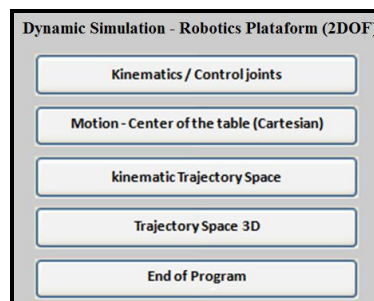 Dynamic Simulation - Robotics Plataform (2DOF)
Kinematics / Control joints
Motion - Center of the table (Cartesian)
kinematic Trajectory Space
Trajectory Space 3D
End of Program